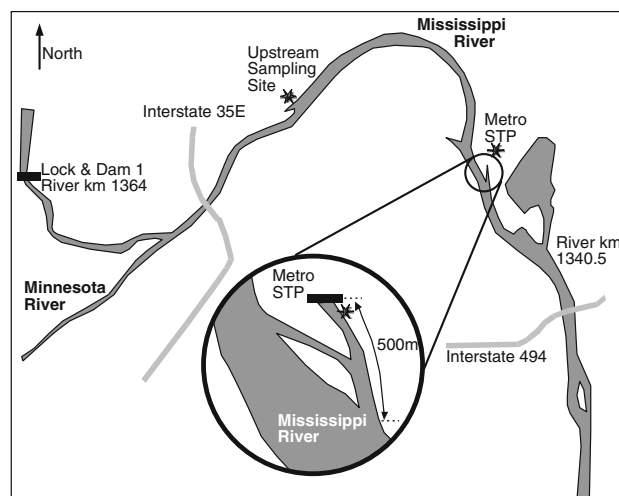 Mississippi
River
North
Upstream
Sampling
Site
Interstate 35E
Metro
STP
Lock & Dam 1
River km 1364
River km
1340.5
Minnesota
River
Metro
STP
500m
Interstate 494
Mississippi
River